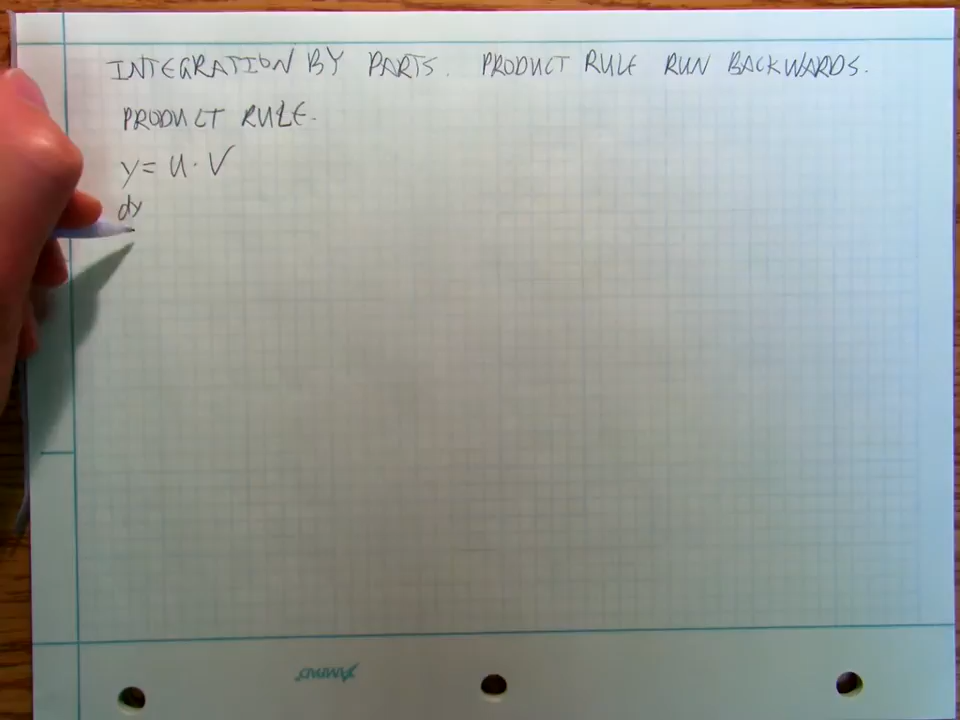 INTEGRATION BY PARTS. PRODUCT RULE RUN BACKWARDS.
PRODUCT RULE.
y = u · v
dy